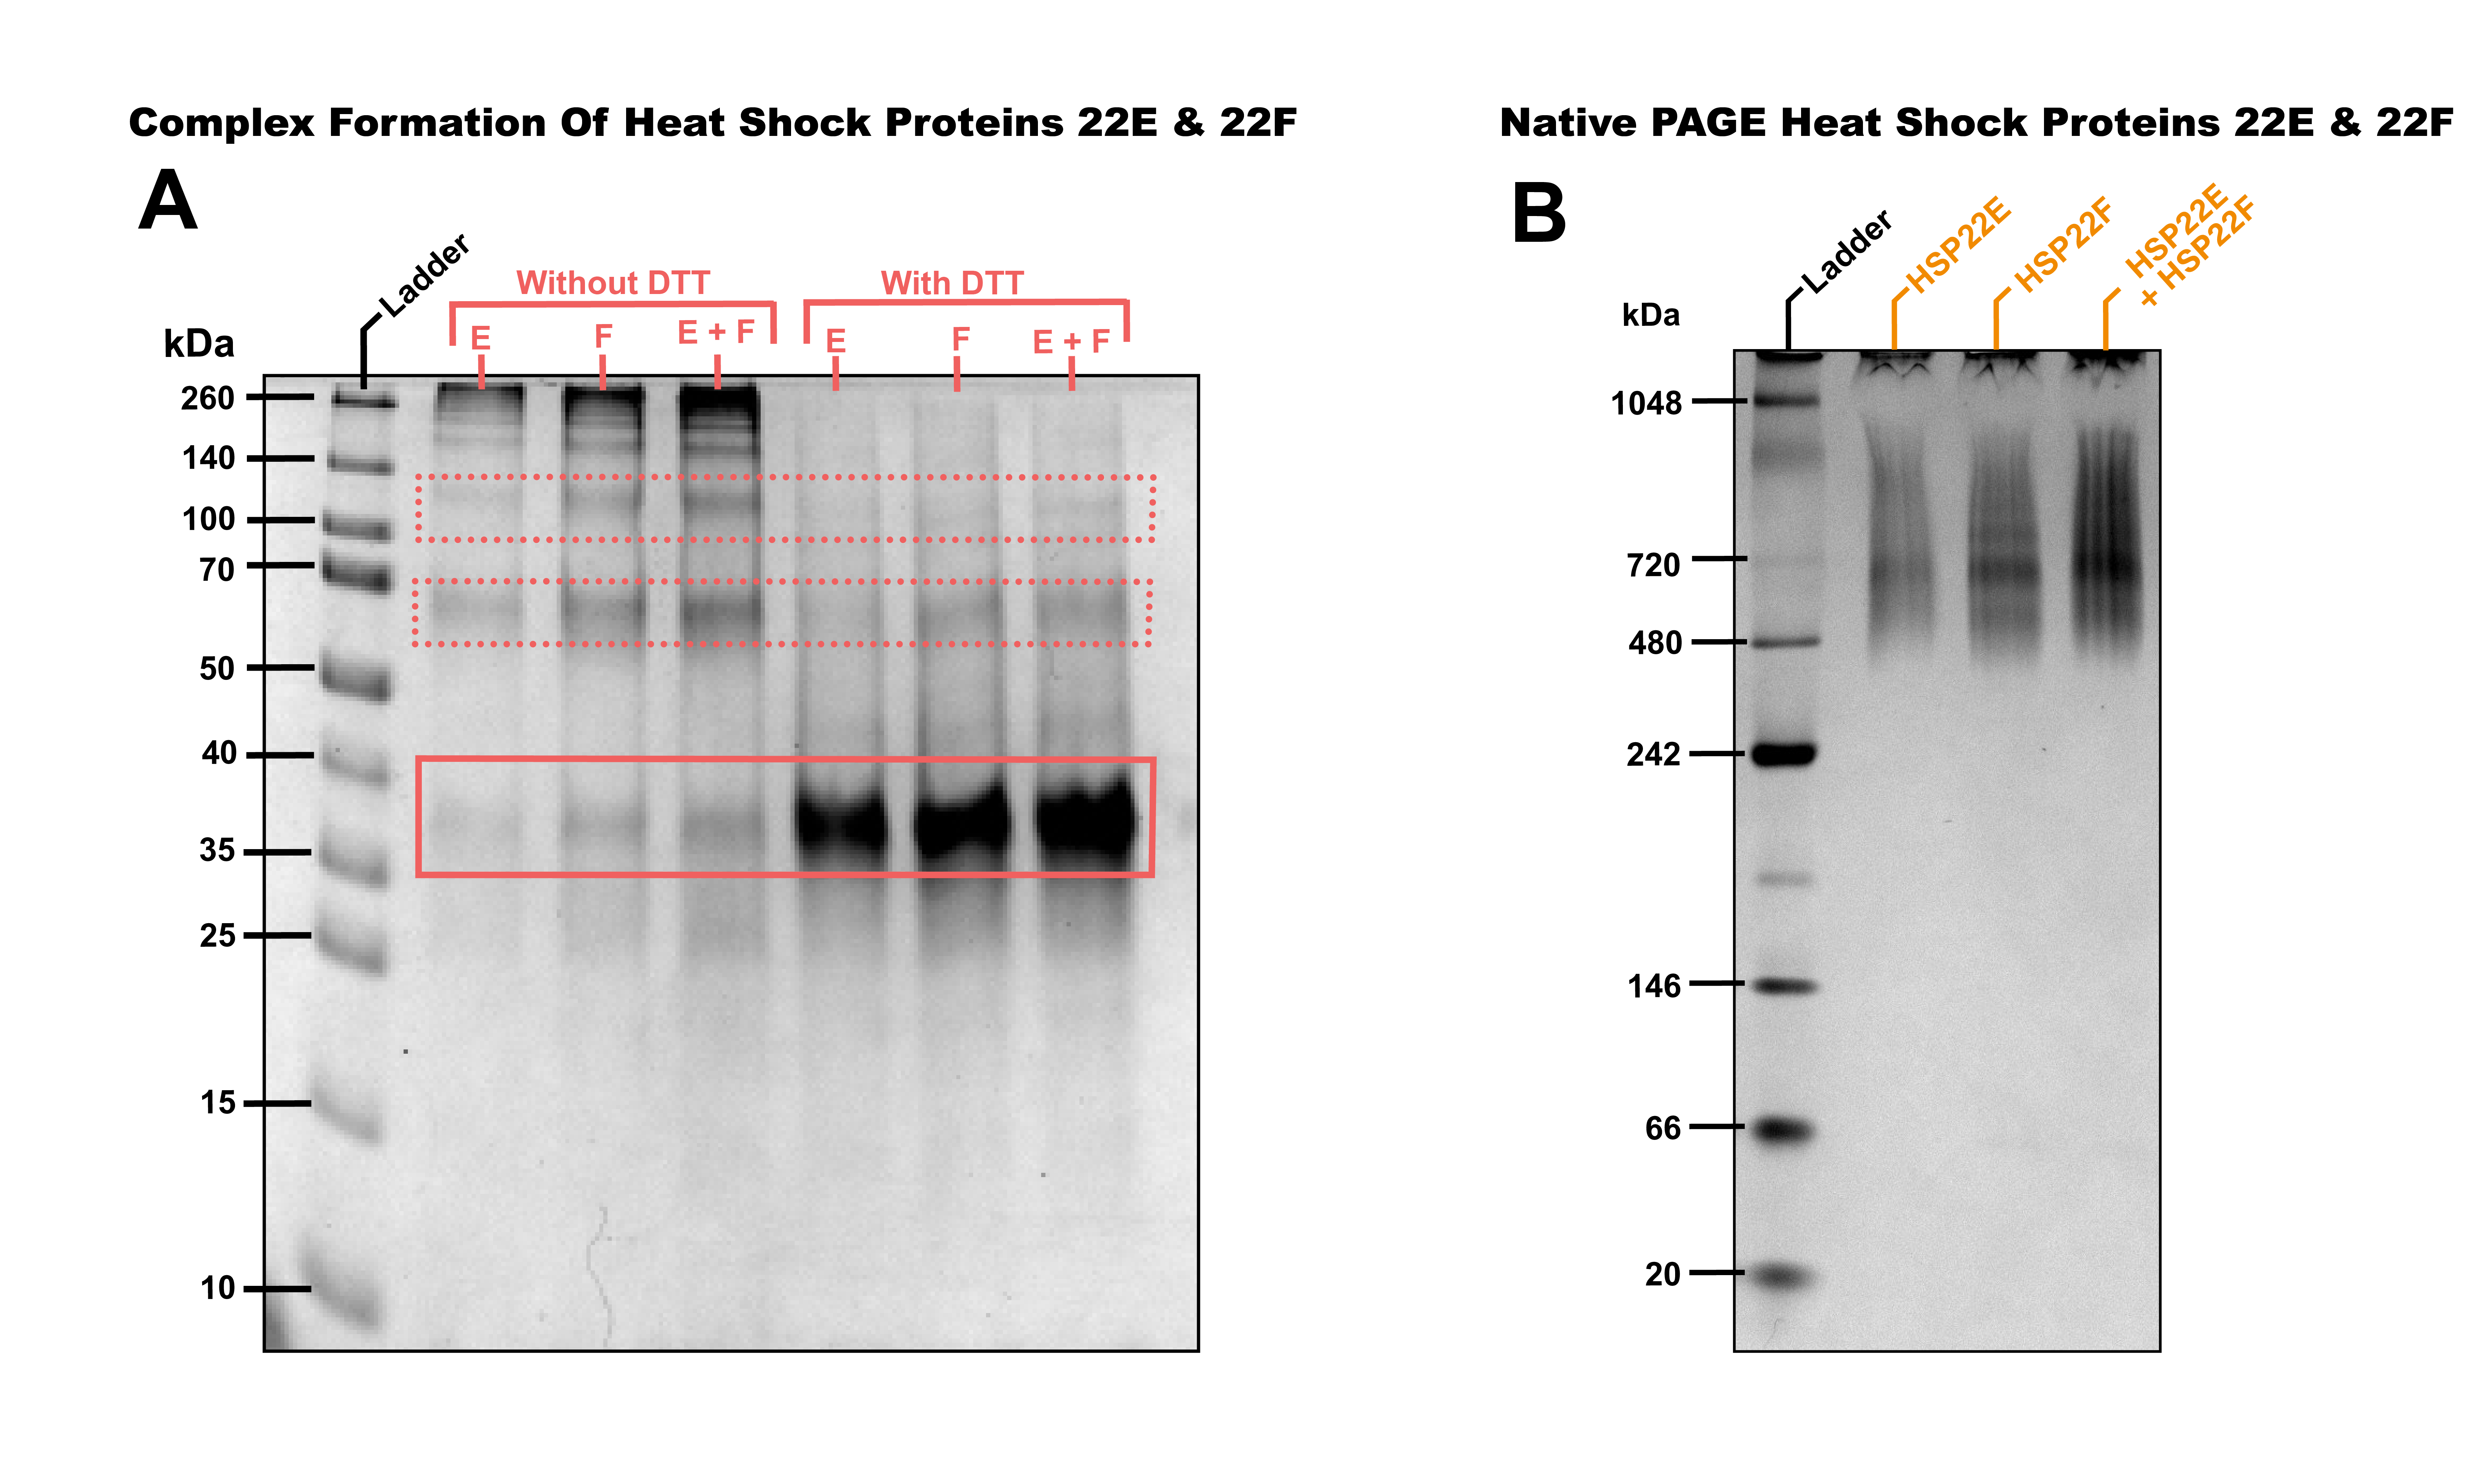 Complex Formation Of Heat Shock Proteins 22E & 22F
A
Ladder
Without DTT
With DTT
E
F
E + F
E
F
E + F
kDa
260
140
100
70
50
40
35
25
15
10
Native PAGE Heat Shock Proteins 22E & 22F
B
Ladder
HSP22E
HSP22F
HSP22E
+ HSP22F
kDa
1048
720
480
242
146
66
20